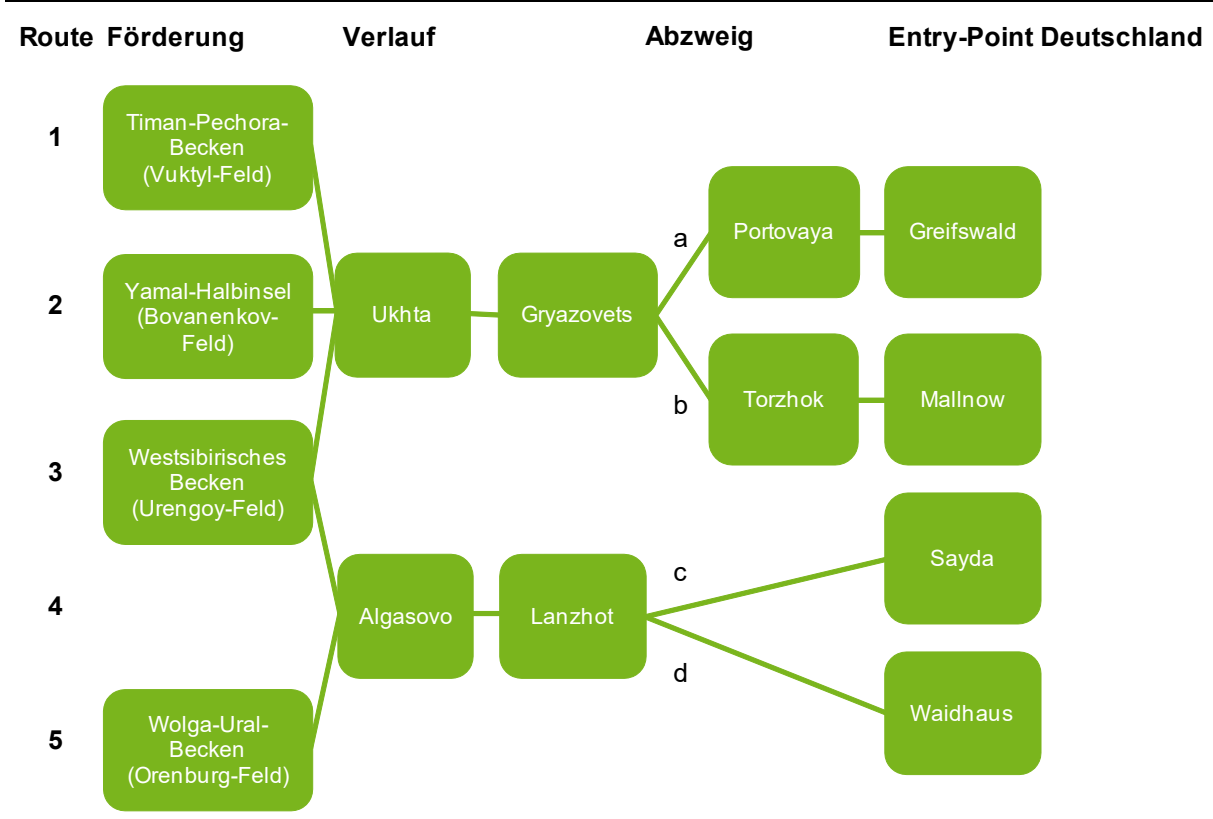 Route Förderung Verlauf Abzweig Entry-Point Deutschland
1
Timan-Pechora-
Becken
(Vuktyl-Feld)
2
Yamal-Halbinsel
(Bovanenkov-
Feld)
3
Westsibirisches
Becken
(Urengoy-Feld)
4
5
Wolga-Ural-
Becken
(Orenburg-Feld)
Ukhta
Gryazovets
Algasovo
Lanzhot
a
Portovaya
Greifswald
b
Torzhok
Mallnow
c
Sayda
d
Waidhaus